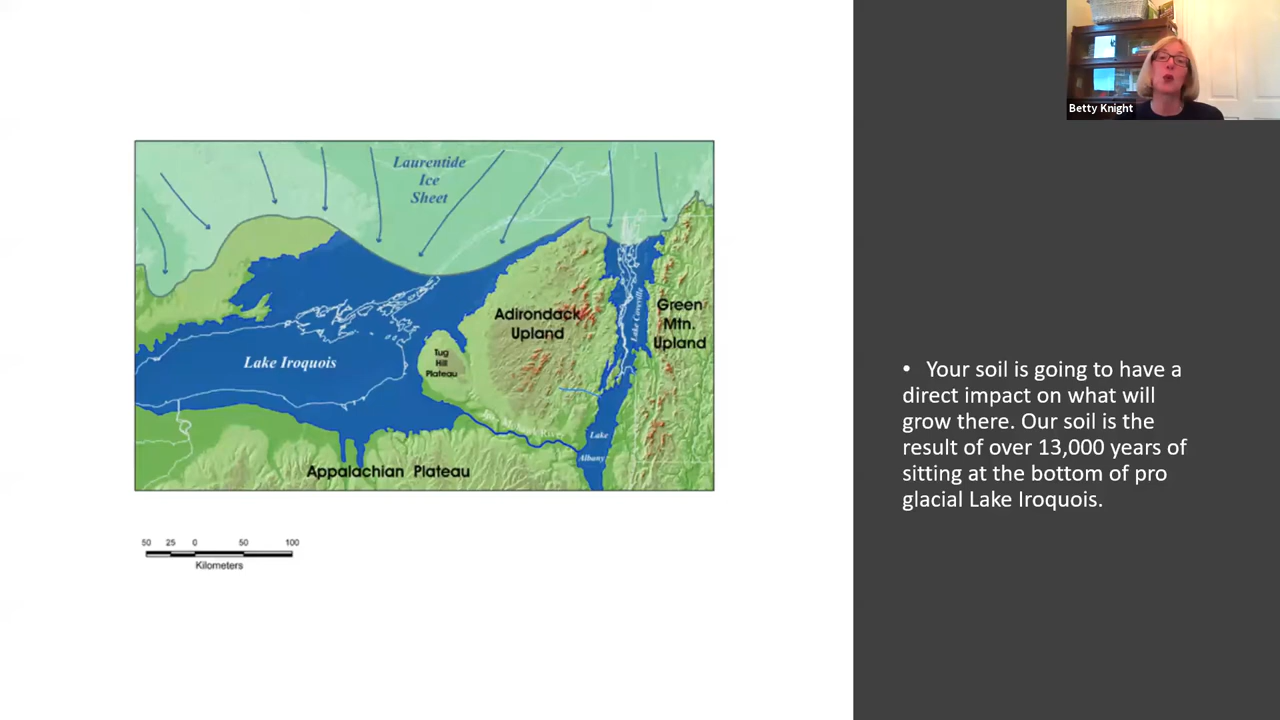 Betty Knight
Laurentide
Ice
Sheet
Adirondack
Upland
Green
Mtn.
Upland
Lake Coveville
Lake Iroquois
Tug
Hill
Plateau
River
Lake
Albany
Appalachian Plateau
50 25 0 50 100
Kilometers
• Your soil is going to have a
direct impact on what will
grow there. Our soil is the
result of over 13,000 years of
sitting at the bottom of pro
glacial Lake Iroquois.